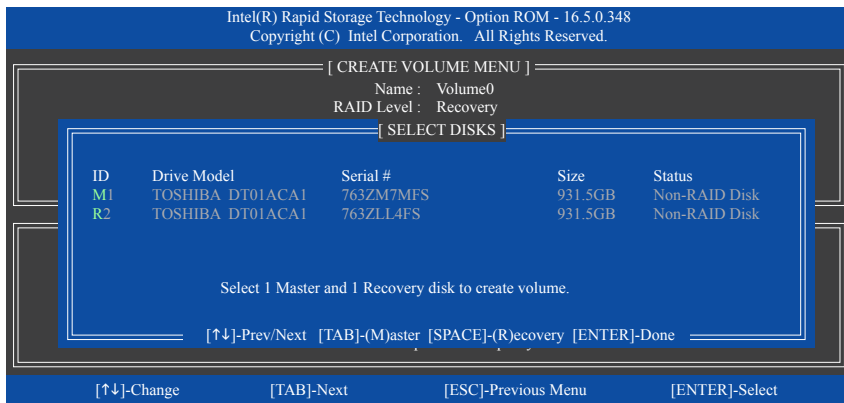 Intel(R) Rapid Storage Technology - Option ROM - 16.5.0.348
Copyright (C) Intel Corporation. All Rights Reserved.
[ CREATE VOLUME MENU ]
Name : Volume0
RAID Level : Recovery
[ SELECT DISKS ]
ID Drive Model Serial # Size Status
M1 TOSHIBA DT01ACA1 763ZM7MFS 931.5GB Non-RAID Disk
R2 TOSHIBA DT01ACA1 763ZLL4FS 931.5GB Non-RAID Disk
Select 1 Master and 1 Recovery disk to create volume.
[↑↓]-Prev/Next [TAB]-(M)aster [SPACE]-(R)ecovery [ENTER]-Done
[↑↓]-Change [TAB]-Next [ESC]-Previous Menu [ENTER]-Select